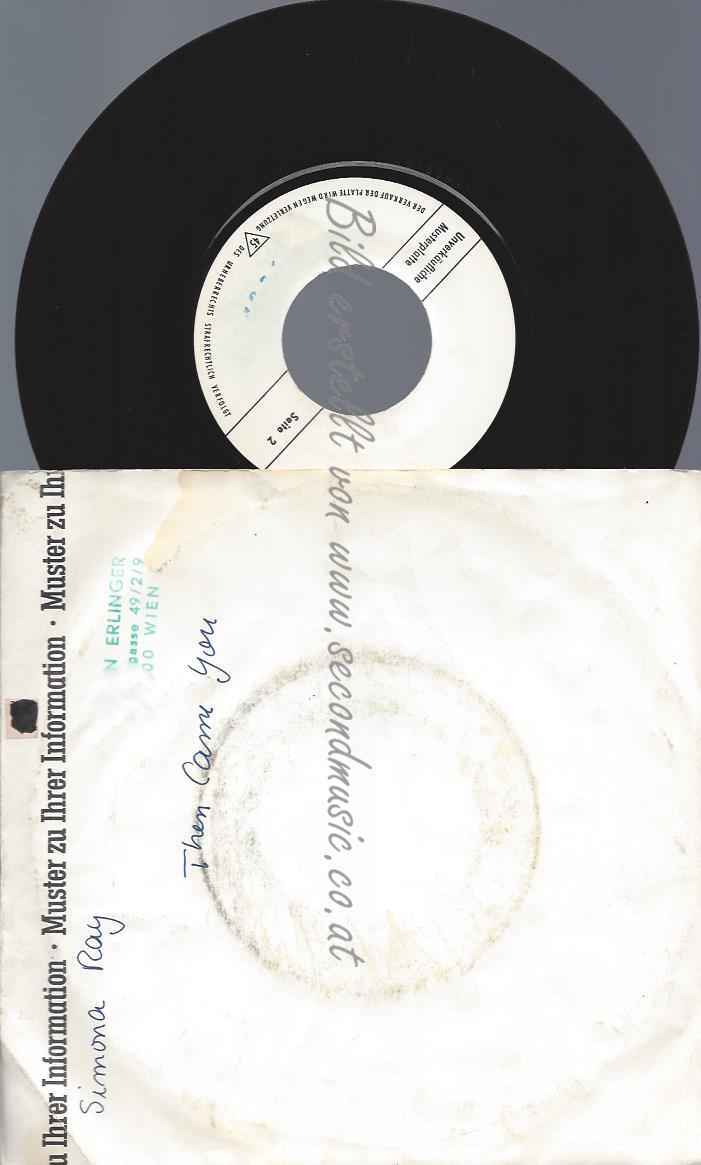 DER VERKAUF DER PLATTE WIRD WEGEN VERLETZUNG DES URHEBERRECHTS STRAFRECHTLICH VERFOLGT
45
Unverkäufliche
Musterplatte
Seite 2
Bild erstellt von www.secondmusic.co.at
u Ihrer Information · Muster zu Ihrer Information · Muster zu Ih
N ERLINGER
gasse 49/2/9
00 WIEN
Simona Ray
Then Came You